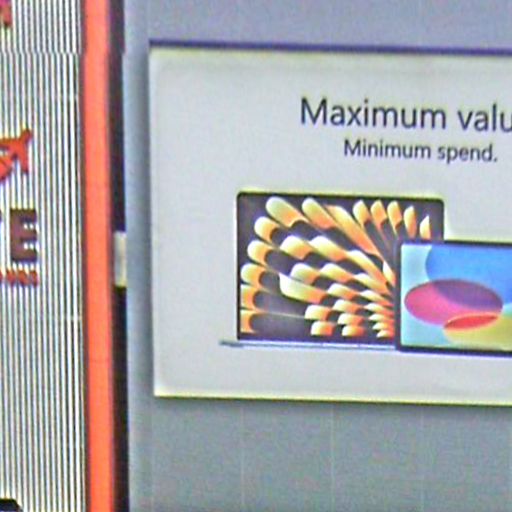 Maximum valu
Minimum spend.
E